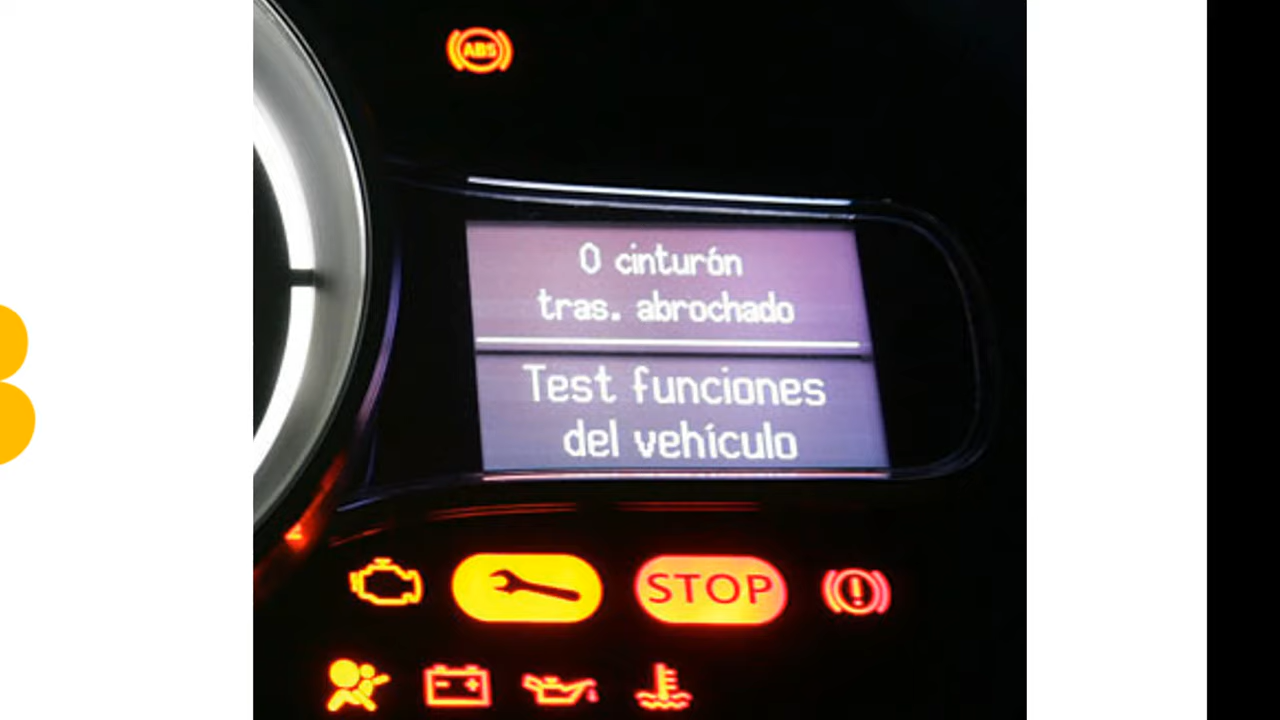 ABS
0 cinturón
tras. abrochado
Test funciones
del vehículo
STOP